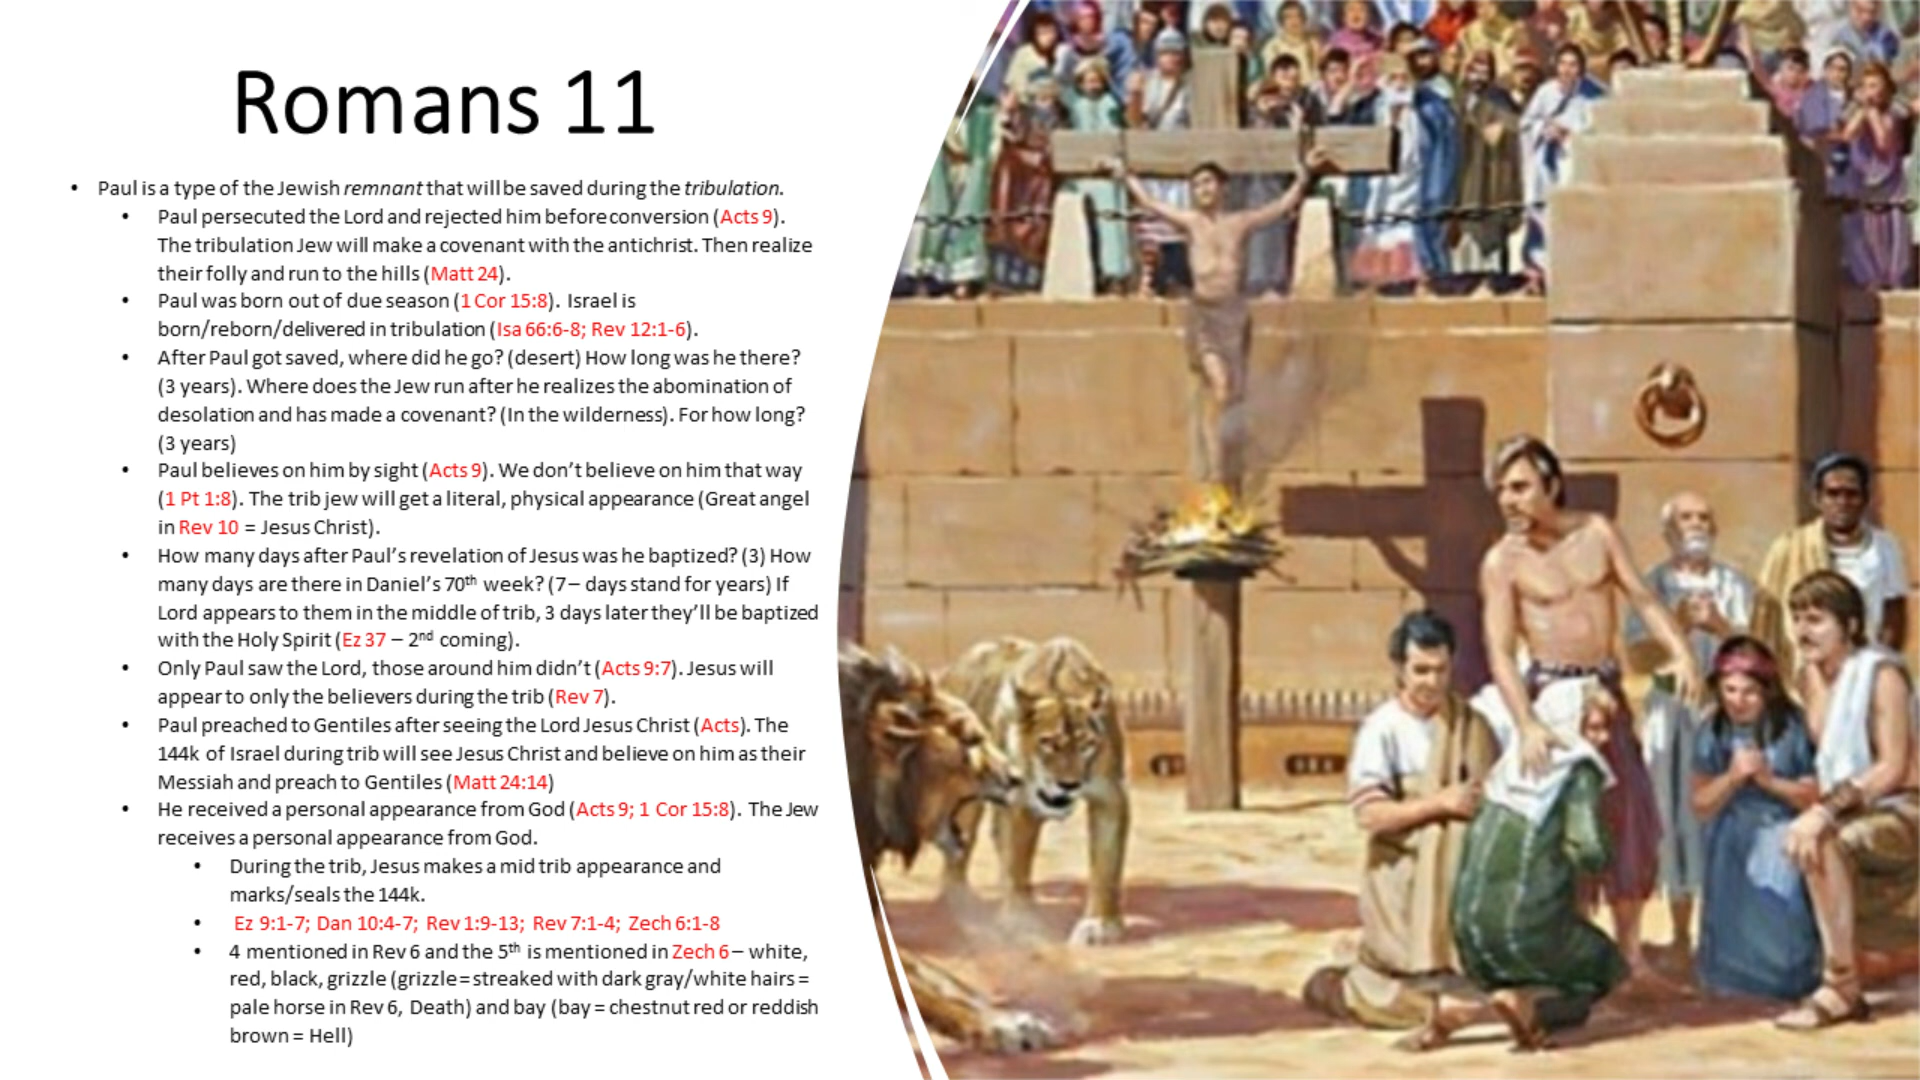 Romans 11
• Paul is a type of the Jewish remnant that will be saved during the tribulation.
• Paul persecuted the Lord and rejected him before conversion (Acts 9).
The tribulation Jew will make a covenant with the antichrist. Then realize
their folly and run to the hills (Matt 24).
• Paul was born out of due season (1 Cor 15:8). Israel is
born/reborn/delivered in tribulation (Isa 66:6-8; Rev 12:1-6).
• After Paul got saved, where did he go? (desert) How long was he there?
(3 years). Where does the Jew run after he realizes the abomination of
desolation and has made a covenant? (In the wilderness). For how long?
(3 years)
• Paul believes on him by sight (Acts 9). We don't believe on him that way
(1 Pt 1:8). The trib jew will get a literal, physical appearance (Great angel
in Rev 10 = Jesus Christ).
• How many days after Paul's revelation of Jesus was he baptized? (3) How
many days are there in Daniel's 70th week? (7 – days stand for years) If
Lord appears to them in the middle of trib, 3 days later they'll be baptized
with the Holy Spirit (Ez 37 – 2nd coming).
• Only Paul saw the Lord, those around him didn't (Acts 9:7). Jesus will
appear to only the believers during the trib (Rev 7).
• Paul preached to Gentiles after seeing the Lord Jesus Christ (Acts). The
144k of Israel during trib will see Jesus Christ and believe on him as their
Messiah and preach to Gentiles (Matt 24:14)
• He received a personal appearance from God (Acts 9; 1 Cor 15:8). The Jew
receives a personal appearance from God.
• During the trib, Jesus makes a mid trib appearance and
marks/seals the 144k.
• Ez 9:1-7; Dan 10:4-7; Rev 1:9-13; Rev 7:1-4; Zech 6:1-8
• 4 mentioned in Rev 6 and the 5th is mentioned in Zech 6 – white,
red, black, grizzle (grizzle = streaked with dark gray/white hairs =
pale horse in Rev 6, Death) and bay (bay = chestnut red or reddish
brown = Hell)